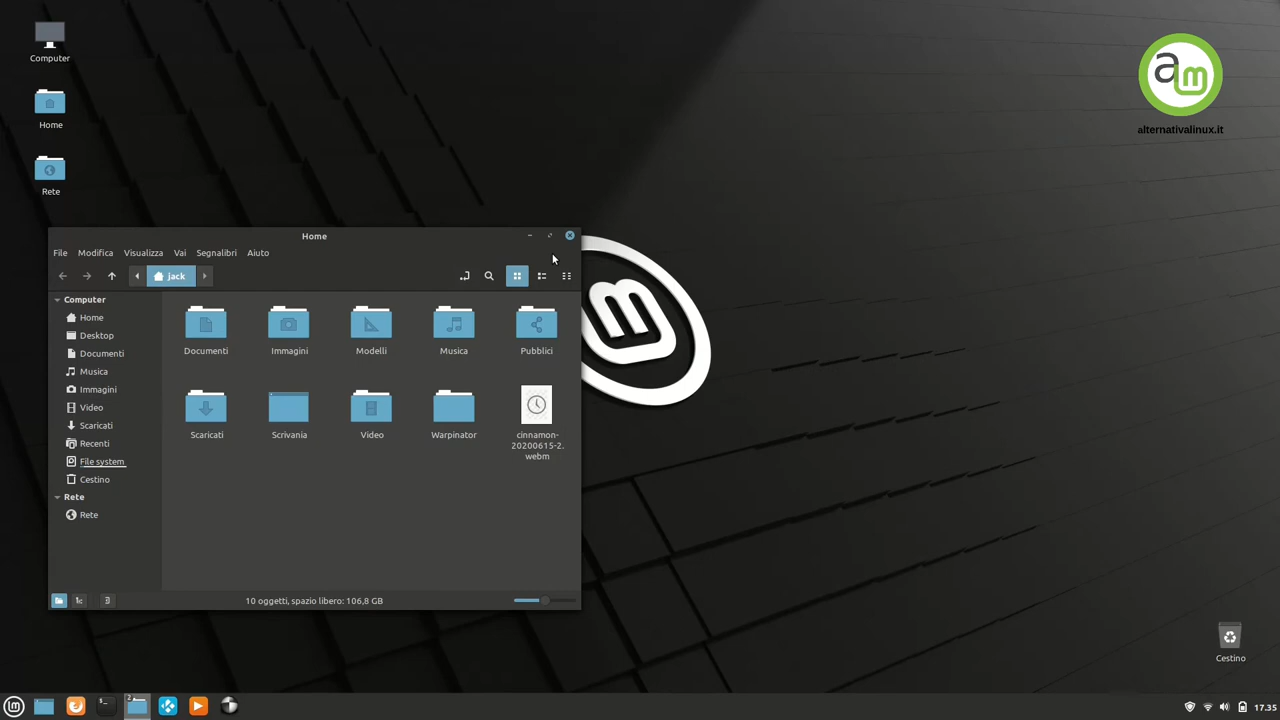 Computer
Home
Rete
am
alternativalinux.it
Home
File Modifica Visualizza Vai Segnalibri Aiuto
jack
Computer
Home
Desktop
Documenti
Musica
Immagini
Video
Scaricati
Recenti
File system
Cestino
Rete
Rete
Documenti Immagini Modelli Musica Pubblici
Scaricati Scrivania Video Warpinator cinnamon-
20200615-2.
webm
10 oggetti, spazio libero: 106,8 GB
Cestino
2
17.35